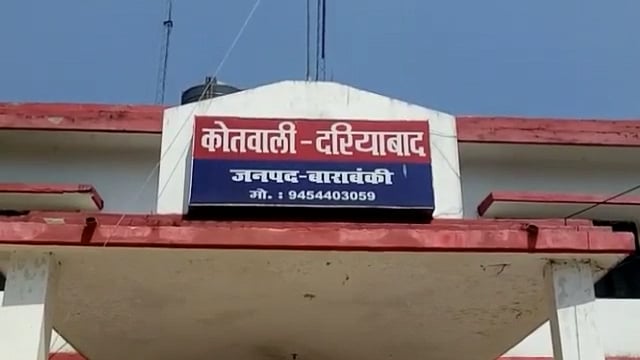 कोतवाली - दरियाबाद
जनपद-बाराबंकी
मो. : 9454403059